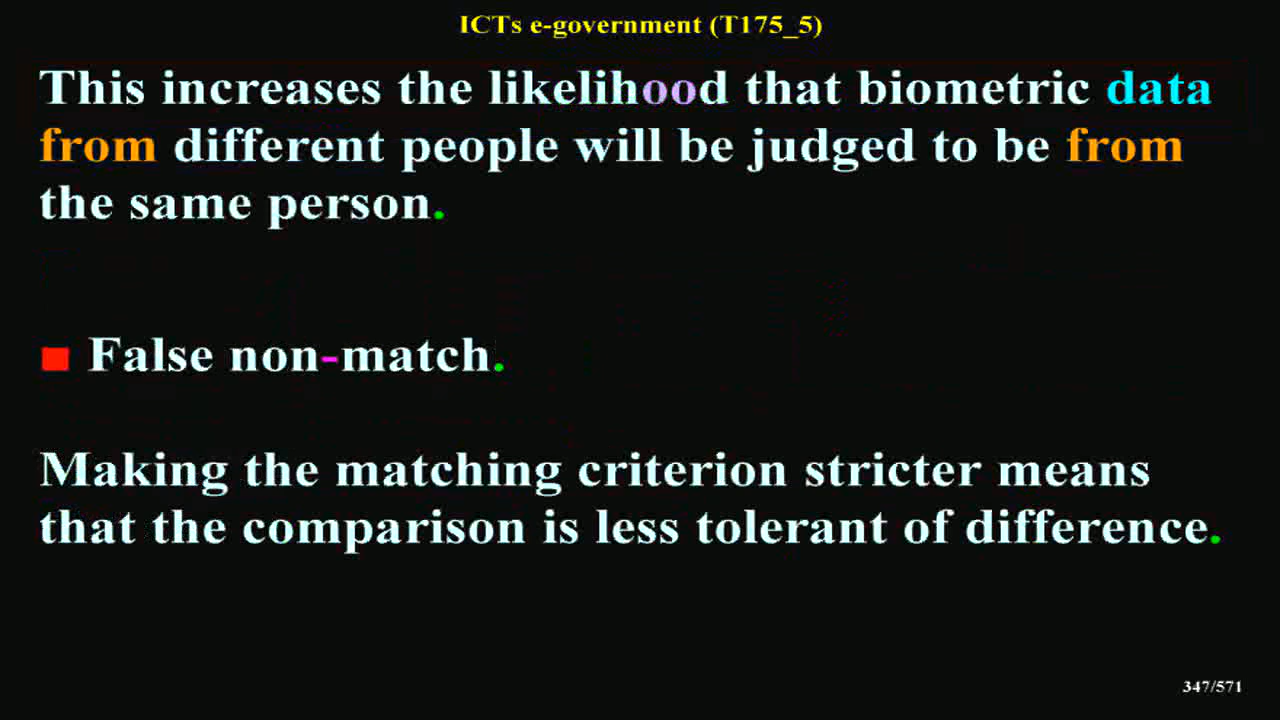 ICTs e-government (T175_5)
This increases the likelihood that biometric data
from different people will be judged to be from
the same person.
■ False non-match.
Making the matching criterion stricter means
that the comparison is less tolerant of difference.
347/571